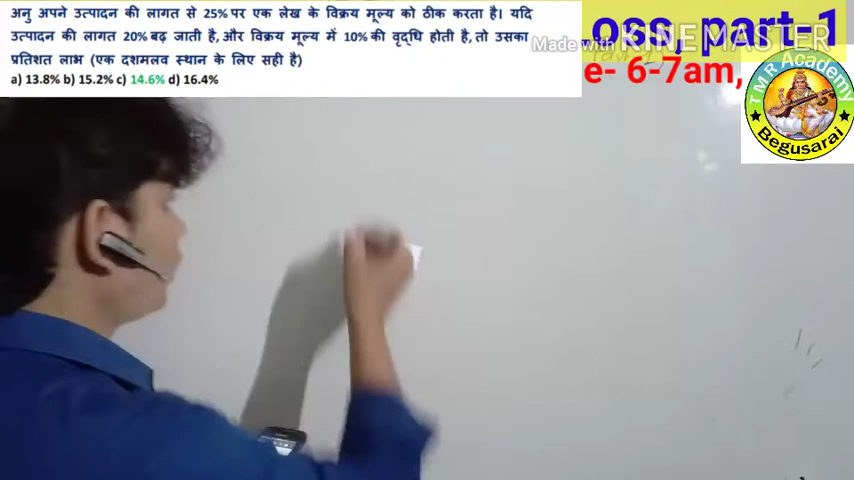 अनु अपने उत्पादन की लागत से 25% पर एक लेख के विक्रय मूल्य को ठीक करता है। यदि
उत्पादन की लागत 20% बढ़ जाती है, और विक्रय मूल्य में 10% की वृद्धि होती है, तो उसका
प्रतिशत लाभ (एक दशमलव स्थान के लिए सही है)
a) 13.8% b) 15.2% c) 14.6% d) 16.4%
oss, part-1
Made with KINEMASTER
e- 6-7am,
TMR Academy
Begusarai